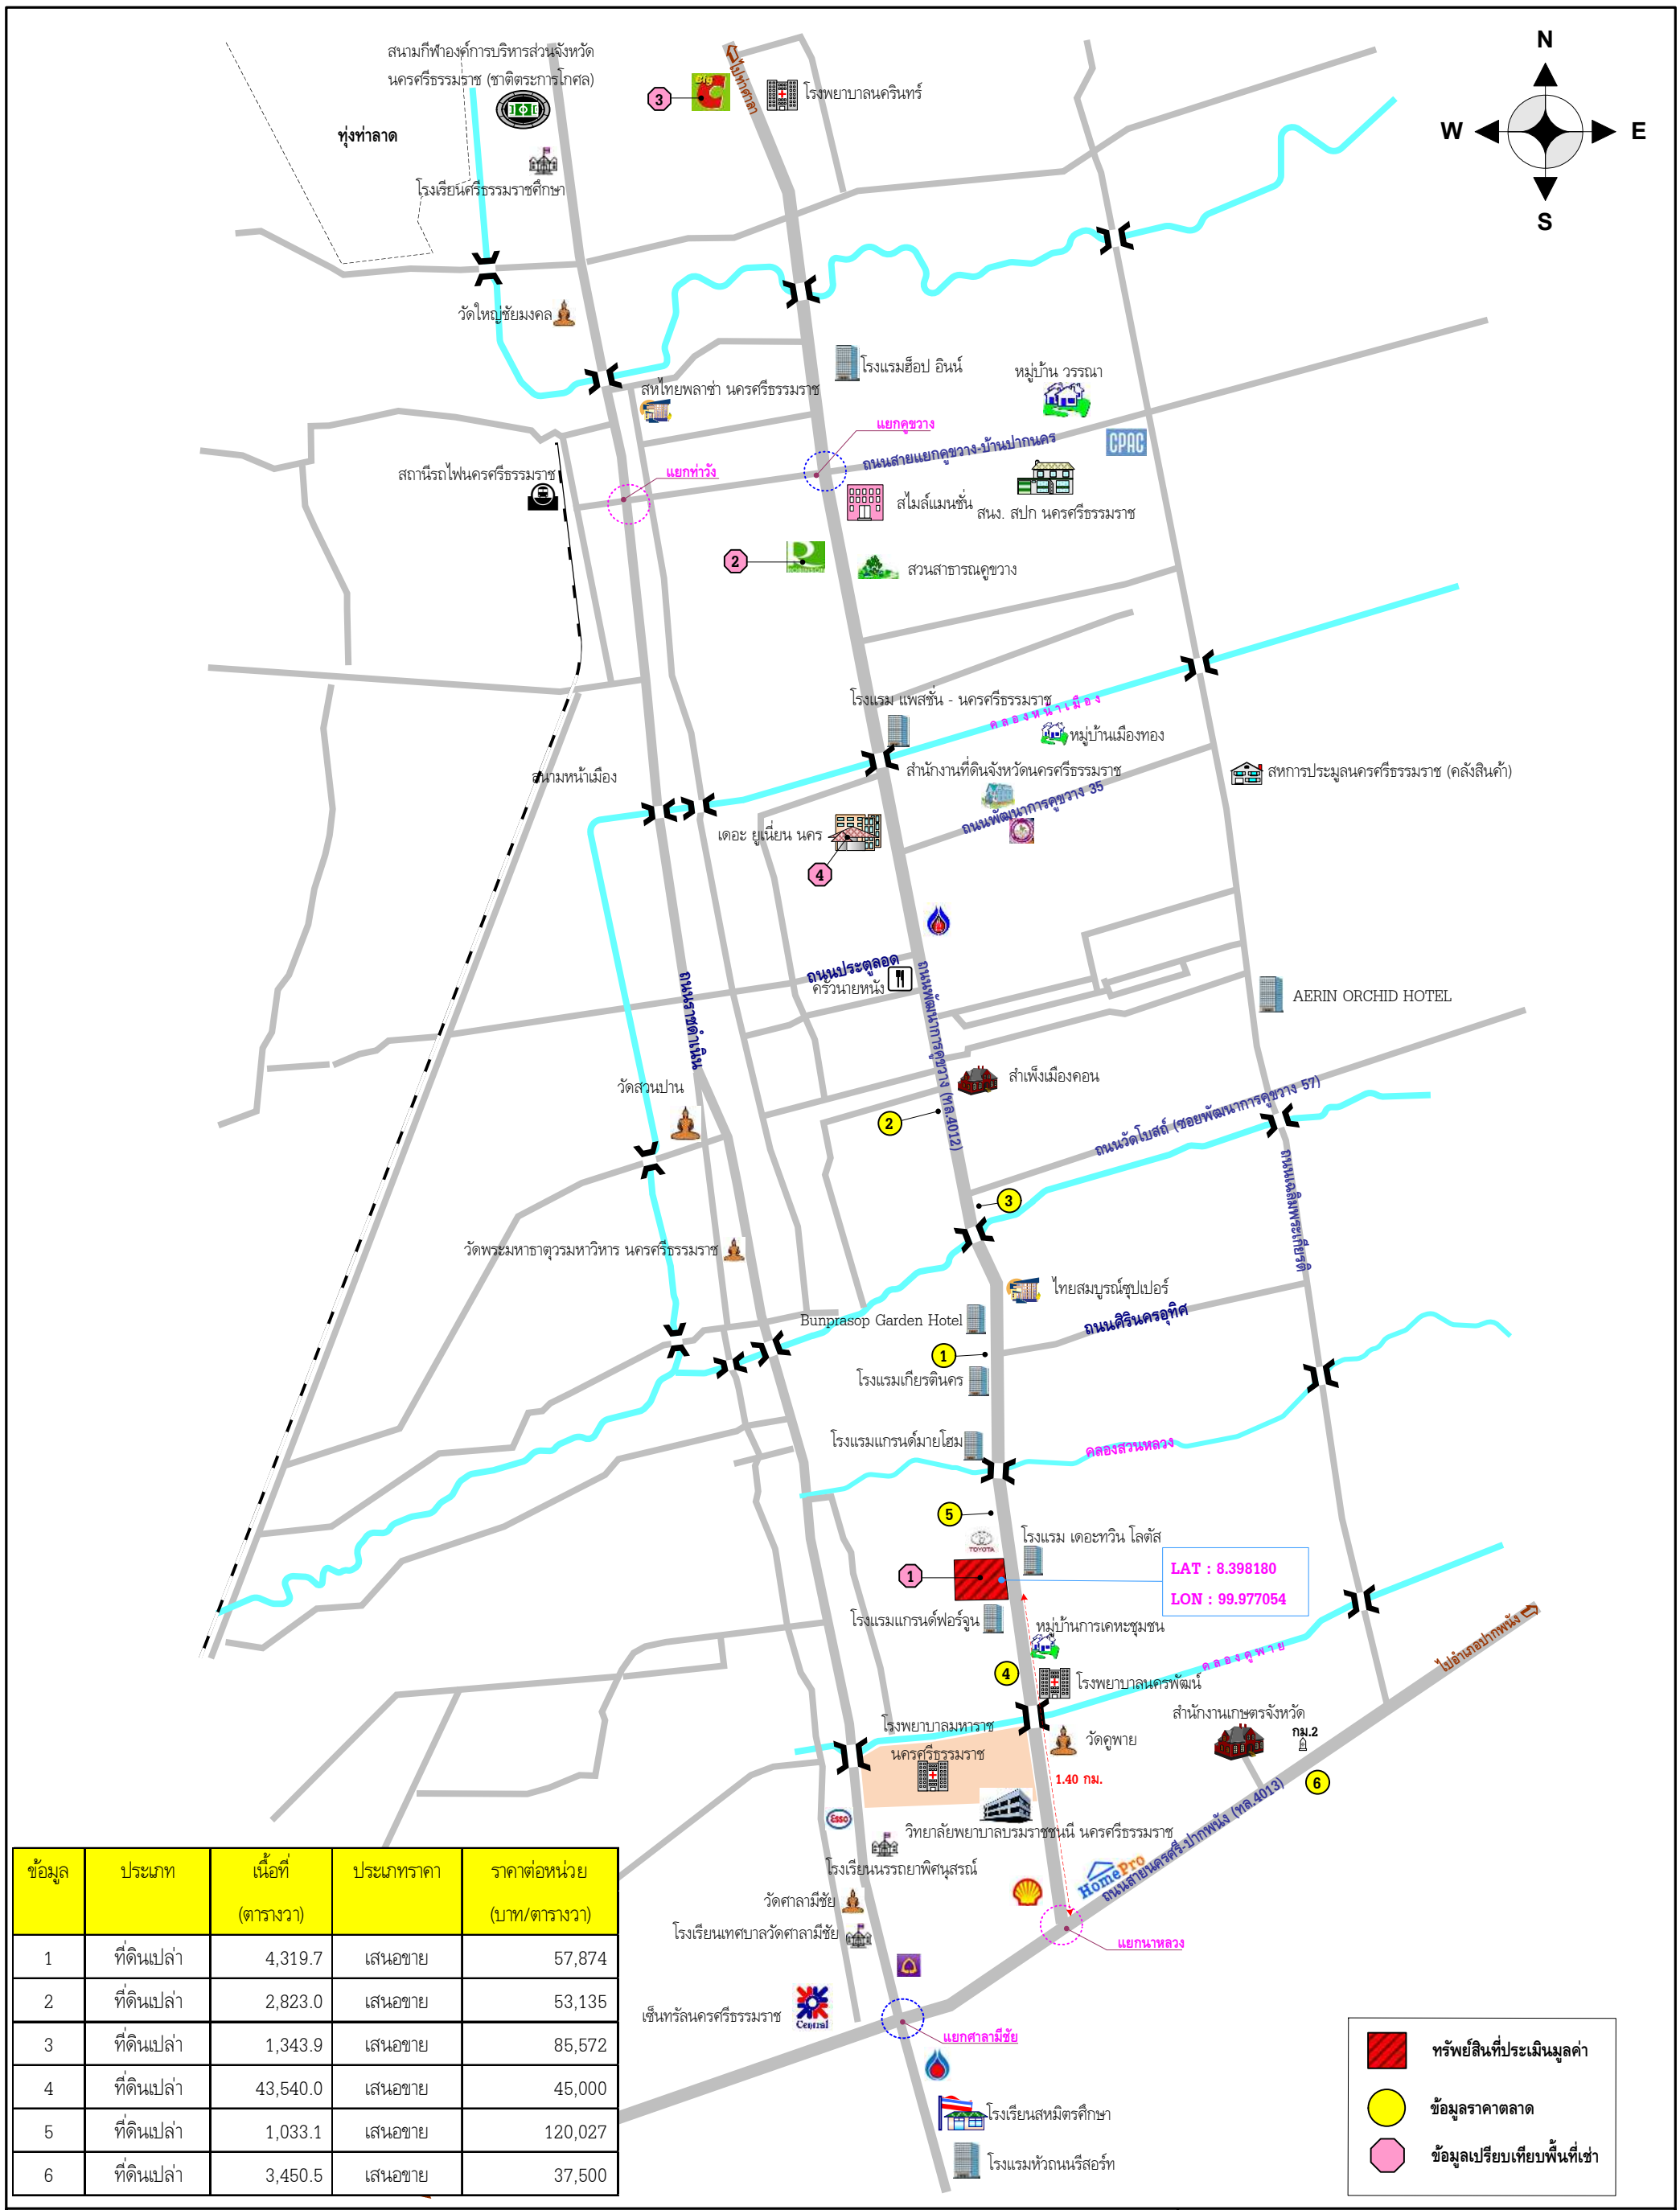 สนามกีฬาองค์การบริหารส่วนจังหวัด
นครศรีธรรมราช (ชาติตระการโกศล)
ทุ่งท่าลาด
โรงเรียนศรีธรรมราชศึกษา
3
Big C
ไปท่าศาลา
โรงพยาบาลนครินทร์
N
W
E
S
วัดใหญ่ชัยมงคล
สหไทยพลาซ่า นครศรีธรรมราช
โรงแรมฮ็อป อินน์
หมู่บ้าน วรรณา
แยกคูขวาง
ถนนสายแยกคูขวาง-บ้านปากนคร
CPAC
สถานีรถไฟนครศรีธรรมราช
แยกท่าวัง
สไมล์แมนชั่น
สนง. สปก นครศรีธรรมราช
2
ROBINSON
สวนสาธารณคูขวาง
โรงแรม แพสชั่น - นครศรีธรรมราช
คลองหน้าเมือง
หมู่บ้านเมืองทอง
สนามหน้าเมือง
สำนักงานที่ดินจังหวัดนครศรีธรรมราช
สหการประมูลนครศรีธรรมราช (คลังสินค้า)
ถนนพัฒนาการคูขวาง 35
เดอะ ยูเนี่ยน นคร
4
ถนนประตูลอด
ครัวนายหนัง
ถนนราชดำเนิน
ถนนพัฒนาการคูขวาง (ทล.4012)
AERIN ORCHID HOTEL
สำเพ็งเมืองคอน
วัดสวนปาน
2
ถนนวัดโบสถ์ (ซอยพัฒนาการคูขวาง 57)
ถนนเฉลิมพระเกียรติ
3
วัดพระมหาธาตุวรมหาวิหาร นครศรีธรรมราช
ไทยสมบูรณ์ซุปเปอร์
Bunprasop Garden Hotel
ถนนศิรินครอุทิศ
1
โรงแรมเกียรตินคร
โรงแรมแกรนด์มายโฮม
คลองสวนหลวง
5
TOYOTA
โรงแรม เดอะทวิน โลตัส
1
LAT : 8.398180
LON : 99.977054
โรงแรมแกรนด์ฟอร์จูน
หมู่บ้านการเคหะชุมชน
คลองคูพาย
ไปอำเภอปากพนัง
4
โรงพยาบาลนครพัฒน์
สำนักงานเกษตรจังหวัด
กม.2
โรงพยาบาลมหาราช
นครศรีธรรมราช
วัดคูพาย
1.40 กม.
6
Esso
วิทยาลัยพยาบาลบรมราชชนนี นครศรีธรรมราช
ถนนสายนครศรี-ปากพนัง (ทล.4013)
โรงเรียนนรรถยาพิศนุสรณ์
HomePro
วัดศาลามีชัย
โรงเรียนเทศบาลวัดศาลามีชัย
แยกนาหลวง
เซ็นทรัลนครศรีธรรมราช
Central
แยกศาลามีชัย
โรงเรียนสหมิตรศึกษา
โรงแรมหัวถนนรีสอร์ท
ข้อมูล ประเภท เนื้อที่ ประเภทราคา ราคาต่อหน่วย
(ตารางวา) (บาท/ตารางวา)
1 ที่ดินเปล่า 4,319.7 เสนอขาย 57,874
2 ที่ดินเปล่า 2,823.0 เสนอขาย 53,135
3 ที่ดินเปล่า 1,343.9 เสนอขาย 85,572
4 ที่ดินเปล่า 43,540.0 เสนอขาย 45,000
5 ที่ดินเปล่า 1,033.1 เสนอขาย 120,027
6 ที่ดินเปล่า 3,450.5 เสนอขาย 37,500
ทรัพย์สินที่ประเมินมูลค่า
ข้อมูลราคาตลาด
ข้อมูลเปรียบเทียบพื้นที่เช่า